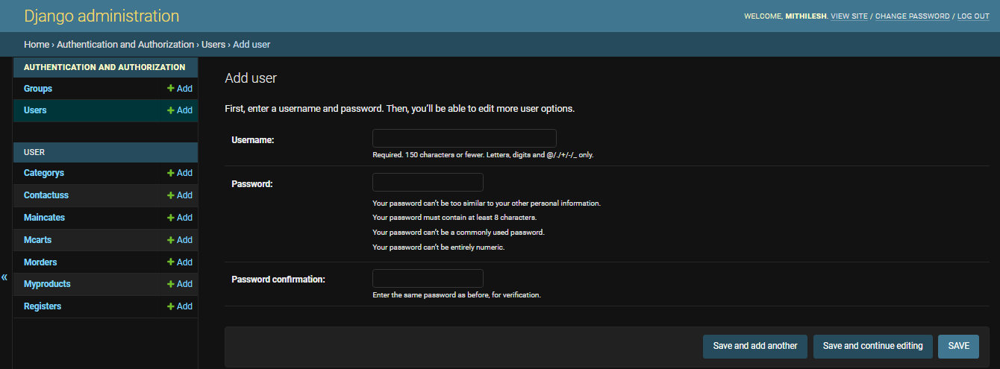 Django administration
WELCOME, MITHILESH. VIEW SITE / CHANGE PASSWORD / LOG OUT
Home › Authentication and Authorization › Users › Add user
AUTHENTICATION AND AUTHORIZATION
Groups + Add
Users + Add
USER
Categorys + Add
Contactuss + Add
Maincates + Add
Mcarts + Add
Morders + Add
Myproducts + Add
Registers + Add
«
Add user
First, enter a username and password. Then, you’ll be able to edit more user options.
Username:
Required. 150 characters or fewer. Letters, digits and @/./+/-/_ only.
Password:
Your password can’t be too similar to your other personal information.
Your password must contain at least 8 characters.
Your password can’t be a commonly used password.
Your password can’t be entirely numeric.
Password confirmation:
Enter the same password as before, for verification.
Save and add another Save and continue editing SAVE